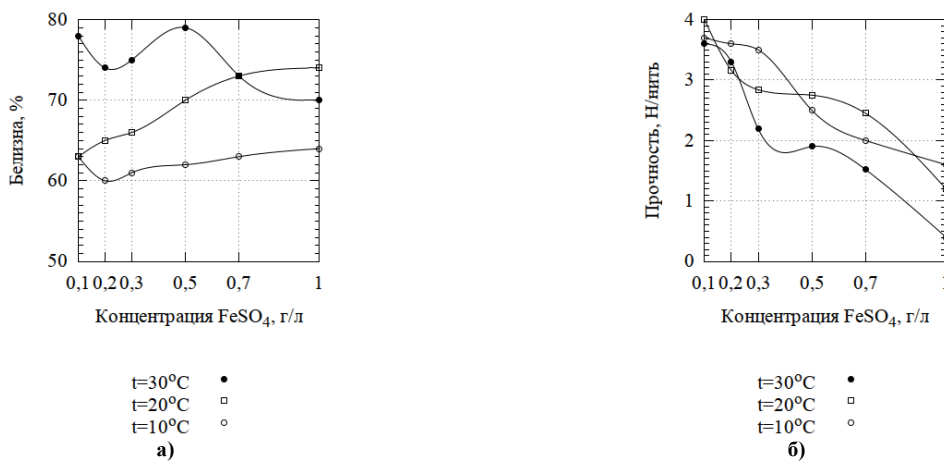 80
70
60
50
Белизна, %
0,1 0,2 0,3 0,5 0,7 1
Концентрация FeSO4, г/л
t=30°C
t=20°C
t=10°C
а)
4
3
2
1
0
Прочность, Н/нить
0,1 0,2 0,3 0,5 0,7 1
Концентрация FeSO4, г/л
t=30°C
t=20°C
t=10°C
б)